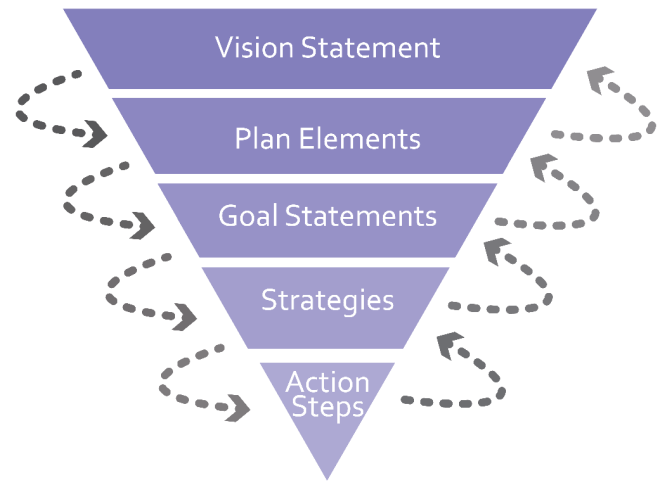 Vision Statement
Plan Elements
Goal Statements
Strategies
Action
Steps